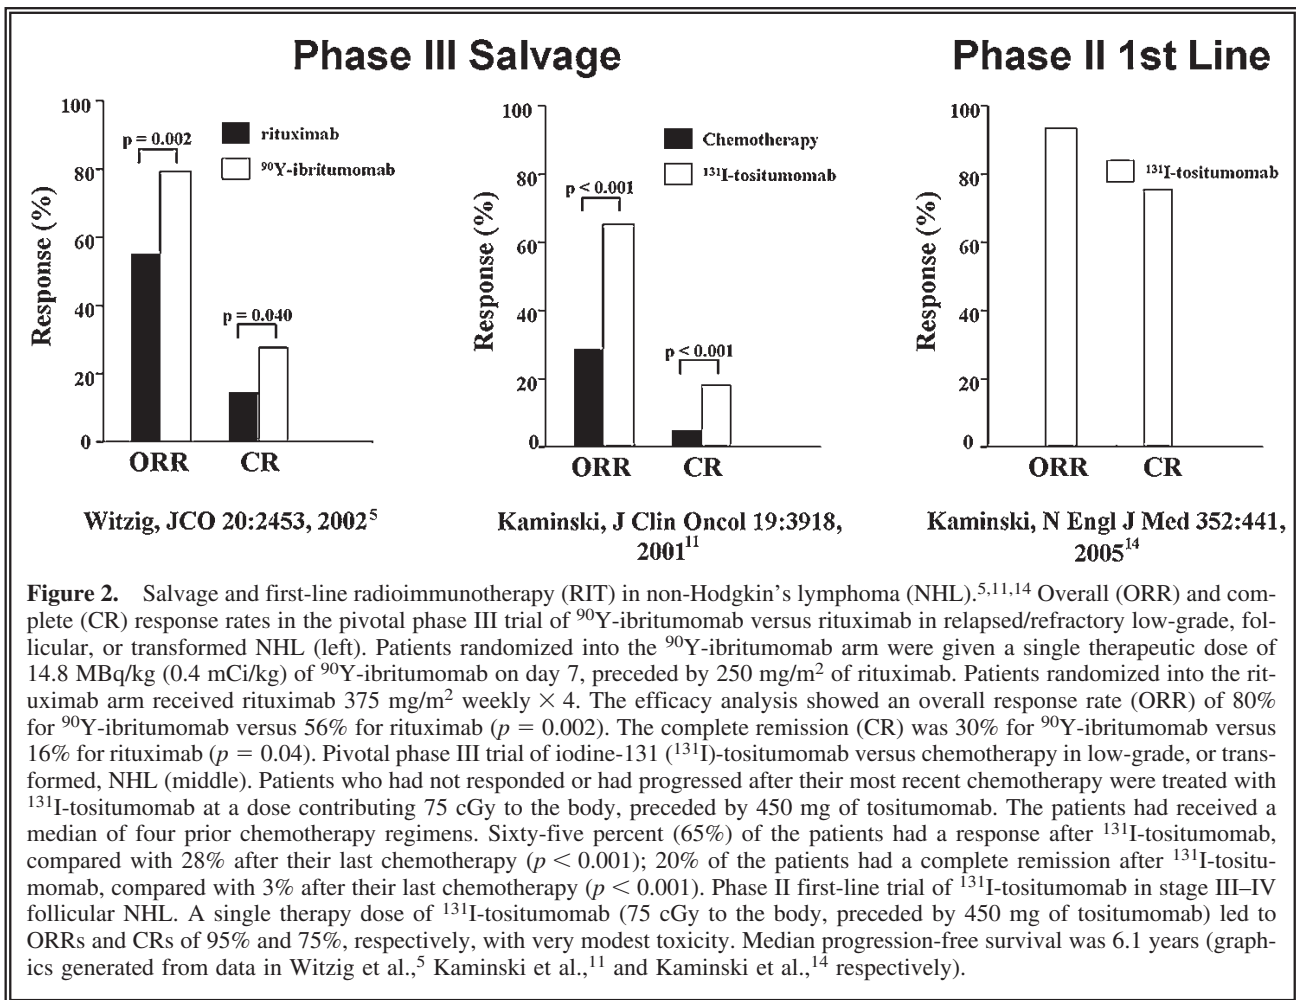 Phase III Salvage
Phase II 1st Line
100
80
60
40
20
0
Response (%)
p = 0.002
p = 0.040
rituximab
⁹⁰Y-ibritumomab
ORR
CR
Witzig, JCO 20:2453, 2002⁵
100
80
60
40
20
0
Response (%)
p < 0.001
p < 0.001
Chemotherapy
¹³¹I-tositumomab
ORR
CR
Kaminski, J Clin Oncol 19:3918,
2001¹¹
100
80
60
40
20
0
Response (%)
¹³¹I-tositumomab
ORR
CR
Kaminski, N Engl J Med 352:441,
2005¹⁴
Figure 2. Salvage and first-line radioimmunotherapy (RIT) in non-Hodgkin's lymphoma (NHL).⁵,¹¹,¹⁴ Overall (ORR) and com-
plete (CR) response rates in the pivotal phase III trial of ⁹⁰Y-ibritumomab versus rituximab in relapsed/refractory low-grade, fol-
licular, or transformed NHL (left). Patients randomized into the ⁹⁰Y-ibritumomab arm were given a single therapeutic dose of
14.8 MBq/kg (0.4 mCi/kg) of ⁹⁰Y-ibritumomab on day 7, preceded by 250 mg/m² of rituximab. Patients randomized into the rit-
uximab arm received rituximab 375 mg/m² weekly × 4. The efficacy analysis showed an overall response rate (ORR) of 80%
for ⁹⁰Y-ibritumomab versus 56% for rituximab (p = 0.002). The complete remission (CR) was 30% for ⁹⁰Y-ibritumomab versus
16% for rituximab (p = 0.04). Pivotal phase III trial of iodine-131 (¹³¹I)-tositumomab versus chemotherapy in low-grade, or trans-
formed, NHL (middle). Patients who had not responded or had progressed after their most recent chemotherapy were treated with
¹³¹I-tositumomab at a dose contributing 75 cGy to the body, preceded by 450 mg of tositumomab. The patients had received a
median of four prior chemotherapy regimens. Sixty-five percent (65%) of the patients had a response after ¹³¹I-tositumomab,
compared with 28% after their last chemotherapy (p < 0.001); 20% of the patients had a complete remission after ¹³¹I-tositu-
momab, compared with 3% after their last chemotherapy (p < 0.001). Phase II first-line trial of ¹³¹I-tositumomab in stage III–IV
follicular NHL. A single therapy dose of ¹³¹I-tositumomab (75 cGy to the body, preceded by 450 mg of tositumomab) led to
ORRs and CRs of 95% and 75%, respectively, with very modest toxicity. Median progression-free survival was 6.1 years (graph-
ics generated from data in Witzig et al.,⁵ Kaminski et al.,¹¹ and Kaminski et al.,¹⁴ respectively).